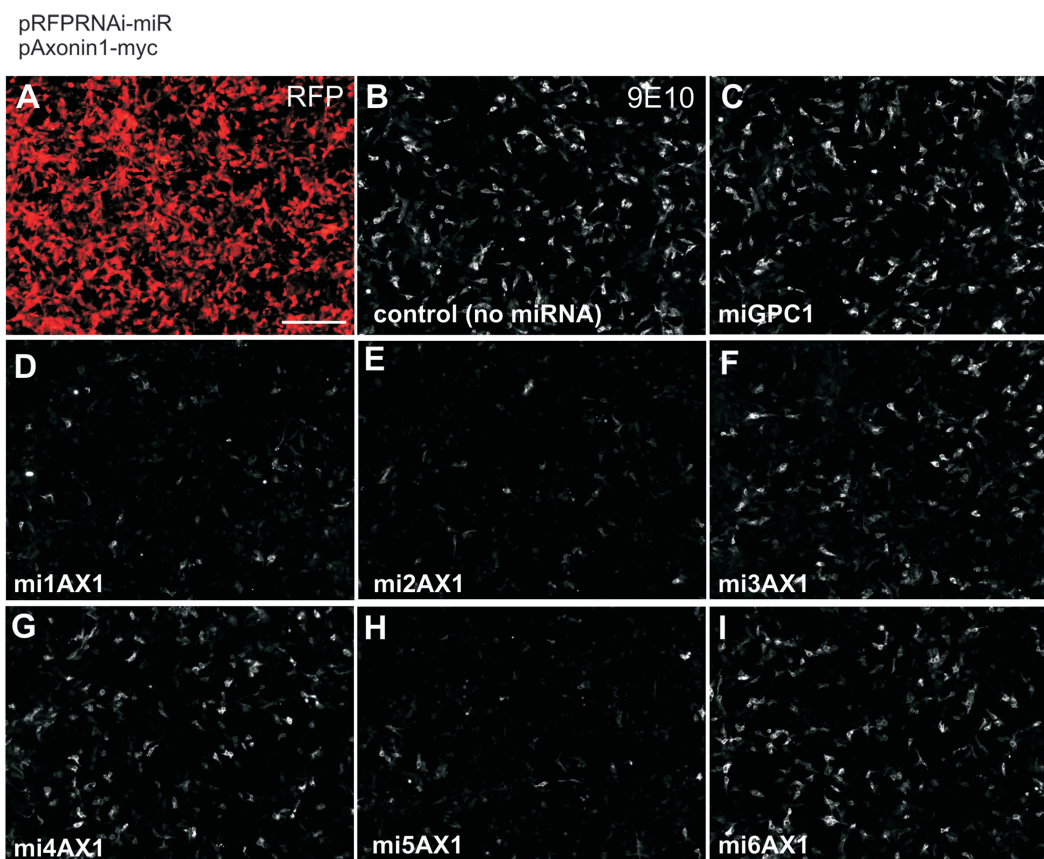 pRFPRNAi-miR
pAxonin1-myc
A RFP
B 9E10
control (no miRNA)
C
miGPC1
D
mi1AX1
E
mi2AX1
F
mi3AX1
G
mi4AX1
H
mi5AX1
I
mi6AX1